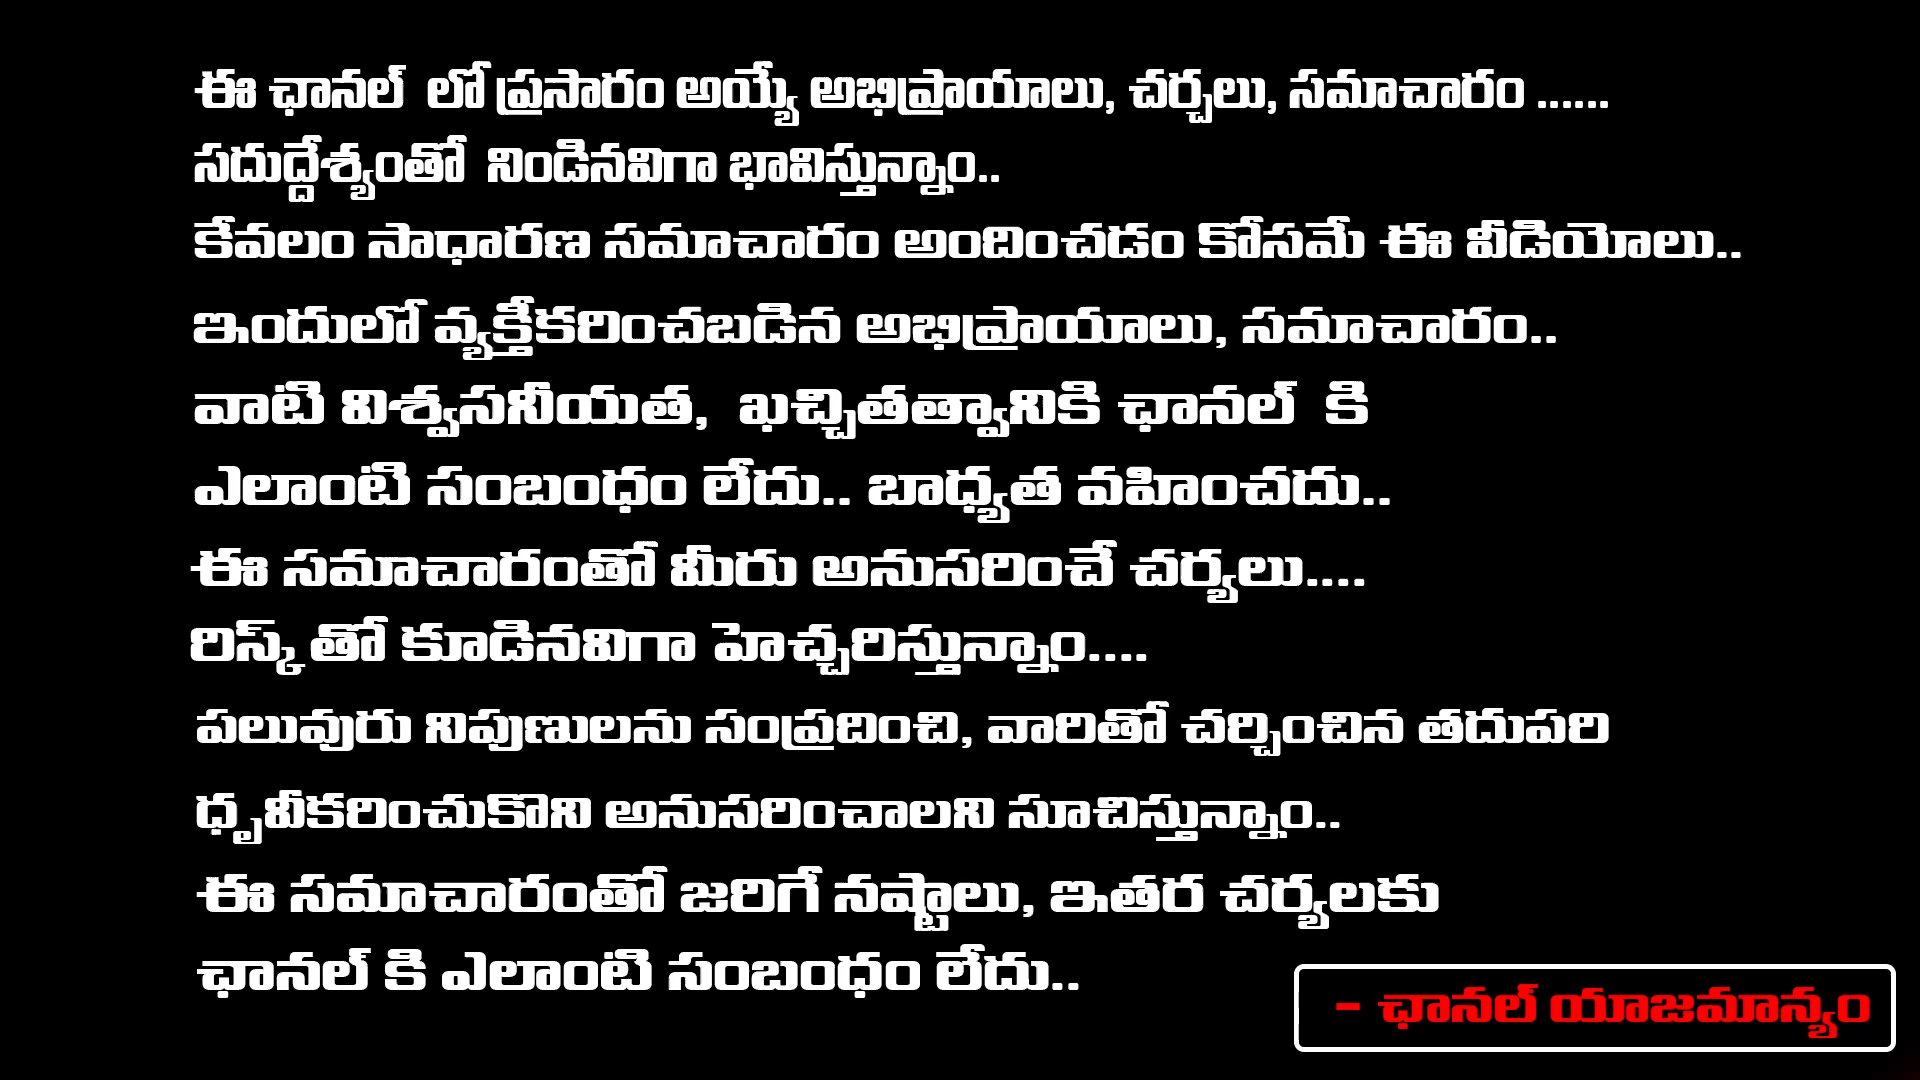 ఈ ఛానల్ లో ప్రసారం అయ్యే అభిప్రాయాలు, చర్చలు, సమాచారం ......
సదుద్దేశ్యంతో నిండినవిగా భావిస్తున్నాం..
కేవలం సాధారణ సమాచారం అందించడం కోసమే ఈ వీడియోలు..
ఇందులో వ్యక్తీకరించబడిన అభిప్రాయాలు, సమాచారం..
వాటి విశ్వసనీయత, ఖచ్చితత్వానికి ఛానల్ కి
ఎలాంటి సంబంధం లేదు.. బాధ్యత వహించదు..
ఈ సమాచారంతో మీరు అనుసరించే చర్యలు....
రిస్క్ తో కూడినవిగా హెచ్చరిస్తున్నాం....
పలువురు నిపుణులను సంప్రదించి, వారితో చర్చించిన తదుపరి
ధృవీకరించుకొని అనుసరించాలని సూచిస్తున్నాం..
ఈ సమాచారంతో జరిగే నష్టాలు, ఇతర చర్యలకు
ఛానల్ కి ఎలాంటి సంబంధం లేదు..
- ఛానల్ యాజమాన్యం